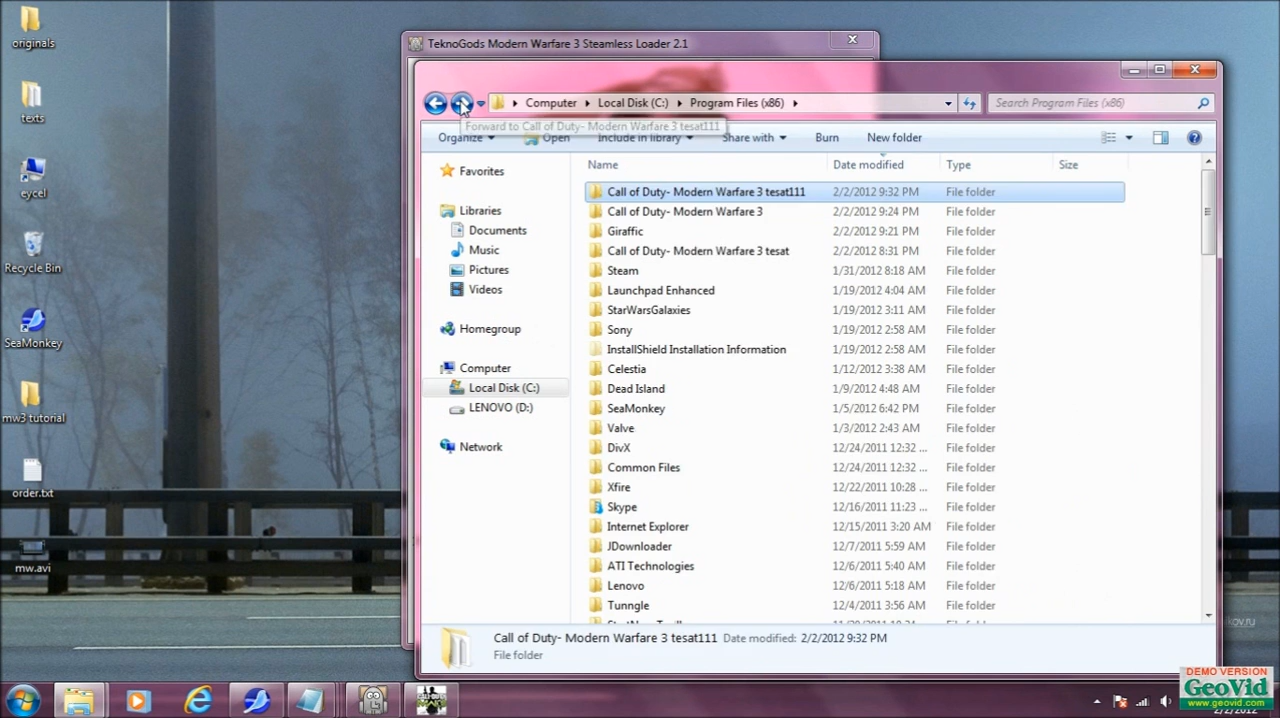 originals
texts
eycel
Recycle Bin
SeaMonkey
mw3 tutorial
order.txt
mw.avi
TeknoGods Modern Warfare 3 Steamless Loader 2.1
Computer Local Disk (C:) Program Files (x86)
Search Program Files (x86)
Forward to Call of Duty- Modern Warfare 3 tesat111
Organize Open Include in library Share with Burn New folder
Favorites
Libraries
Documents
Music
Pictures
Videos
Homegroup
Computer
Local Disk (C:)
LENOVO (D:)
Network
Name Date modified Type Size
Call of Duty- Modern Warfare 3 tesat111 2/2/2012 9:32 PM File folder
Call of Duty- Modern Warfare 3 2/2/2012 9:24 PM File folder
Giraffic 2/2/2012 9:21 PM File folder
Call of Duty- Modern Warfare 3 tesat 2/2/2012 8:31 PM File folder
Steam 1/31/2012 8:18 AM File folder
Launchpad Enhanced 1/19/2012 4:04 AM File folder
StarWarsGalaxies 1/19/2012 3:11 AM File folder
Sony 1/19/2012 2:58 AM File folder
InstallShield Installation Information 1/19/2012 2:58 AM File folder
Celestia 1/12/2012 3:38 AM File folder
Dead Island 1/9/2012 4:48 AM File folder
SeaMonkey 1/5/2012 6:42 PM File folder
Valve 1/3/2012 2:43 AM File folder
DivX 12/24/2011 12:32 ... File folder
Common Files 12/24/2011 12:32 ... File folder
Xfire 12/22/2011 10:28 ... File folder
Skype 12/16/2011 11:23 ... File folder
Internet Explorer 12/15/2011 3:20 AM File folder
JDownloader 12/7/2011 5:59 AM File folder
ATI Technologies 12/6/2011 5:40 AM File folder
Lenovo 12/6/2011 5:18 AM File folder
Tunngle 12/4/2011 3:56 AM File folder
Call of Duty- Modern Warfare 3 tesat111 Date modified: 2/2/2012 9:32 PM
File folder
DEMO VERSION
GeoVid
www.geovid.com
2/2/2012